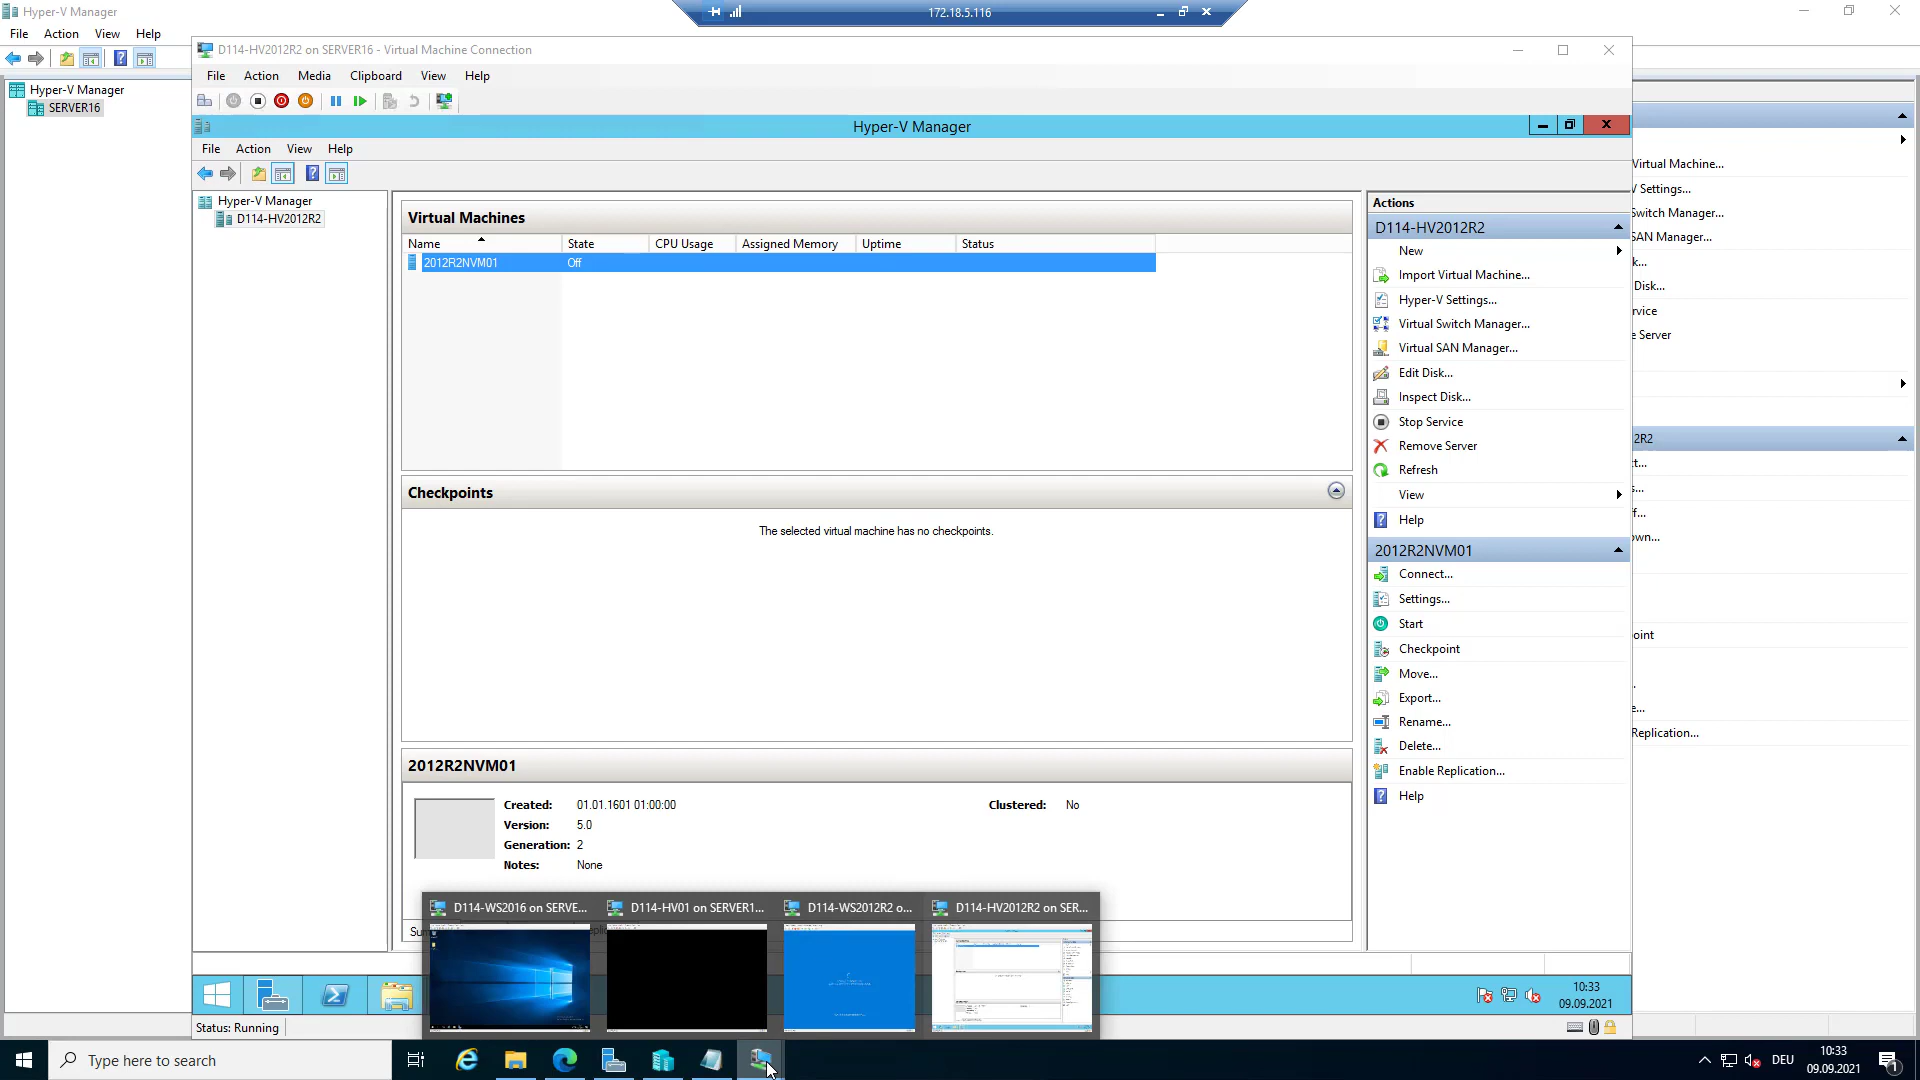 Hyper-V Manager
172.18.5.116
File Action View Help
D114-HV2012R2 on SERVER16 - Virtual Machine Connection
File Action Media Clipboard View Help
Hyper-V Manager
SERVER16
Hyper-V Manager
File Action View Help
Hyper-V Manager
D114-HV2012R2
Virtual Machines
Name State CPU Usage Assigned Memory Uptime Status
2012R2NVM01 Off
Checkpoints
The selected virtual machine has no checkpoints.
2012R2NVM01
Created: 01.01.1601 01:00:00 Clustered: No
Version: 5.0
Generation: 2
Notes: None
Actions
D114-HV2012R2
New
Import Virtual Machine...
Hyper-V Settings...
Virtual Switch Manager...
Virtual SAN Manager...
Edit Disk...
Inspect Disk...
Stop Service
Remove Server
Refresh
View
Help
2012R2NVM01
Connect...
Settings...
Start
Checkpoint
Move...
Export...
Rename...
Delete...
Enable Replication...
Help
Virtual Machine...
V Settings...
Switch Manager...
SAN Manager...
k...
Disk...
rvice
e Server
2R2
t...
s...
f...
own...
oint
.
e...
Replication...
D114-WS2016 on SERVE... D114-HV01 on SERVER1... D114-WS2012R2 o... D114-HV2012R2 on SER...
Su
10:33
09.09.2021
Status: Running
Type here to search
DEU
10:33
09.09.2021
1